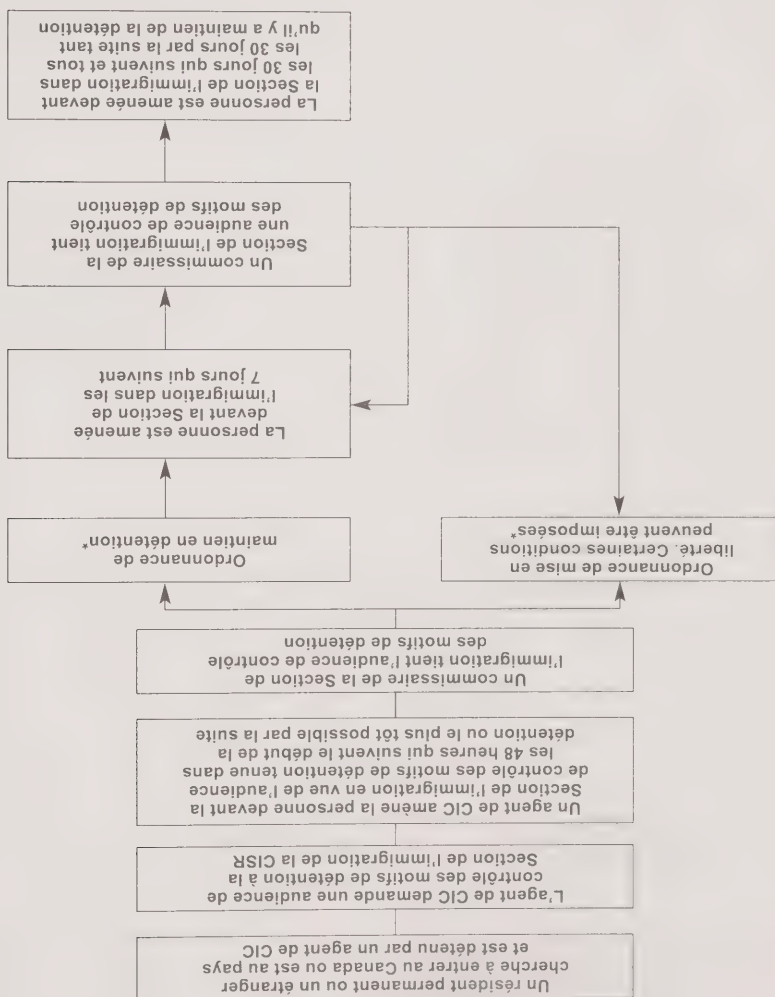 Un résident permanent ou un étranger
cherche à entrer au Canada ou est au pays
et est détenu par un agent de CIC
L'agent de CIC demande une audience de
contrôle des motifs de détention à la
Section de l'immigration de la CISR
Un agent de CIC amène la personne devant la
Section de l'immigration en vue de l'audience
de contrôle des motifs de détention tenue dans
les 48 heures qui suivent le début de la
détention ou le plus tôt possible par la suite
Un commissaire de la Section de
l'immigration tient l'audience de contrôle
des motifs de détention
Ordonnance de mise en
liberté. Certaines conditions
peuvent être imposées*
Ordonnance de
maintien en détention*
La personne est amenée
devant la Section de
l'immigration dans les
7 jours qui suivent
Un commissaire de la
Section de l'immigration tient
une audience de contrôle
des motifs de détention
La personne est amenée devant
la Section de l'immigration dans
les 30 jours qui suivent et tous
les 30 jours par la suite tant
qu'il y a maintien de la détention